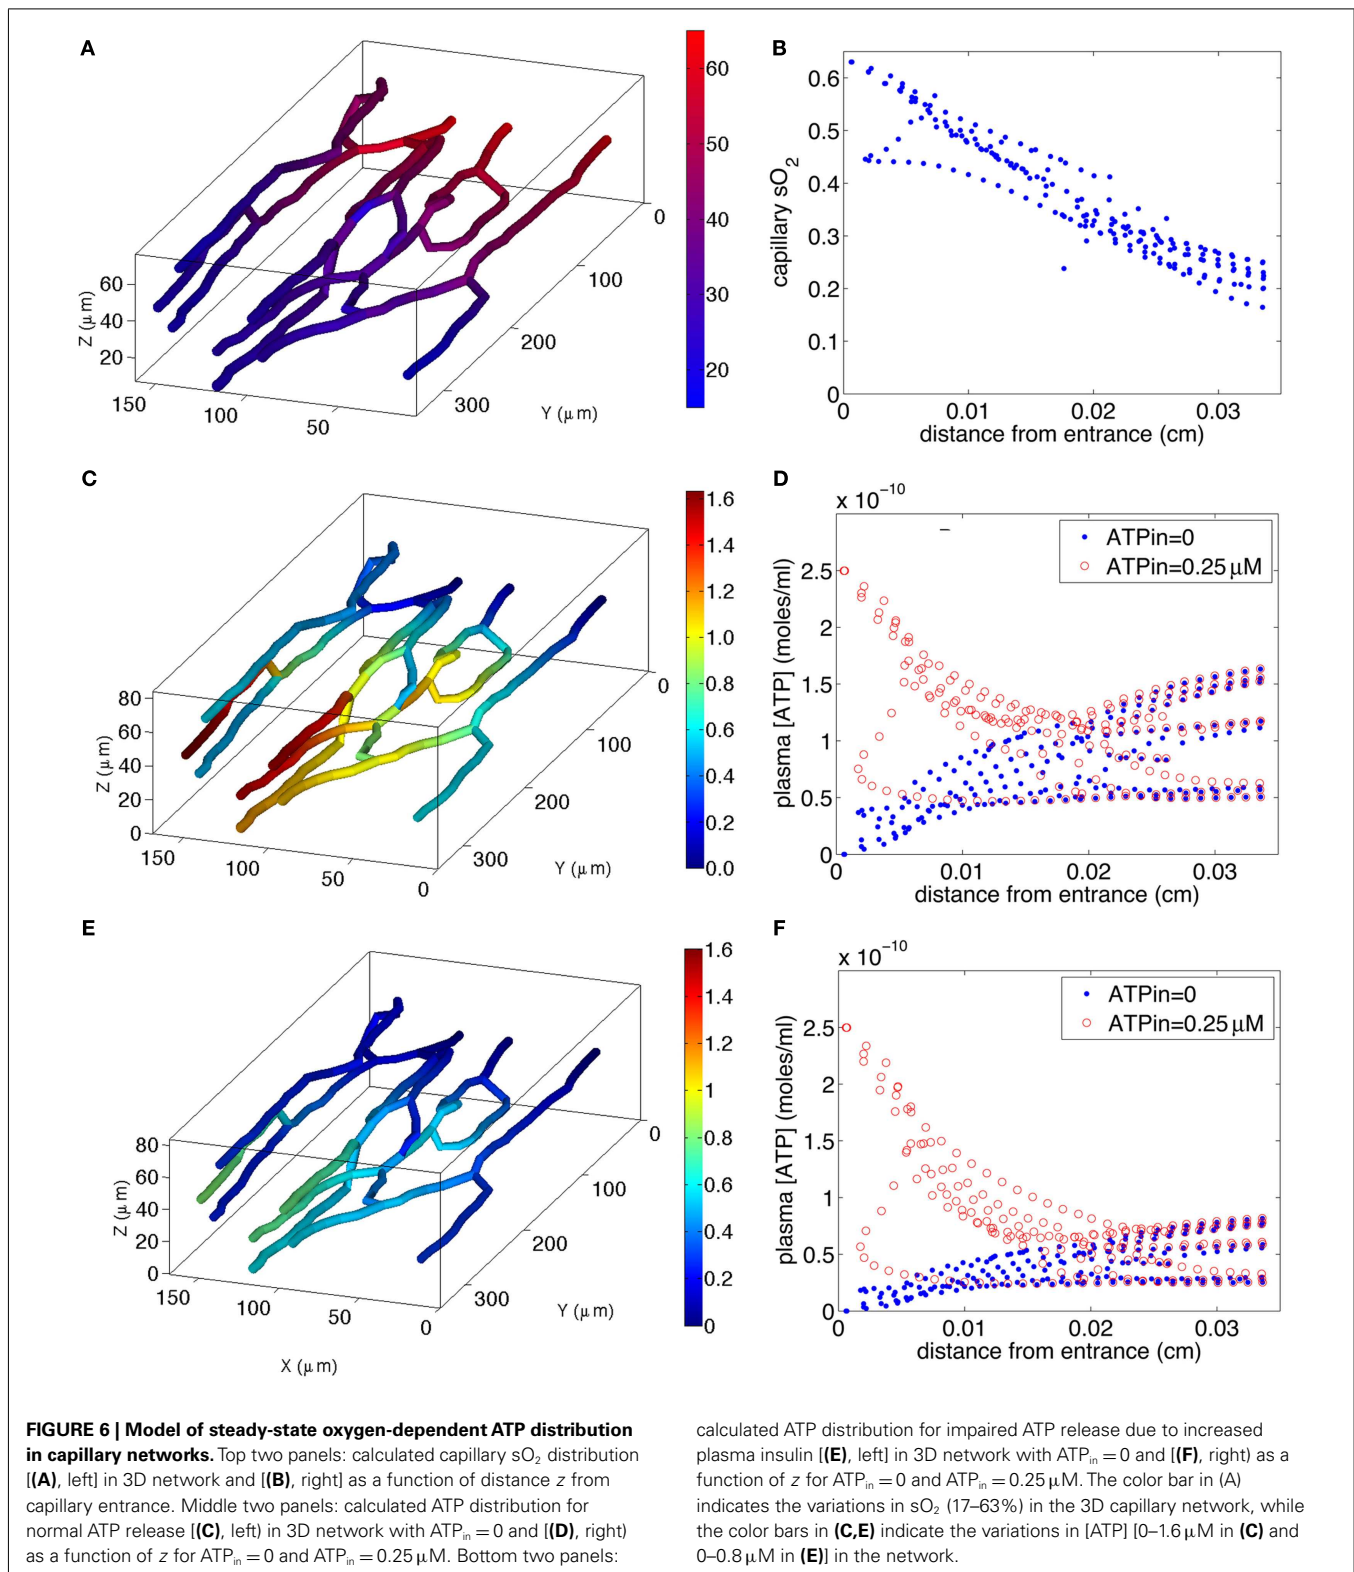 A
60
50
40
30
20
60
40
20
Z (μm)
150
100
50
0
100
200
300
Y (μm)
B
0.6
0.5
0.4
0.3
0.2
0.1
0
capillary sO2
0
0.01
0.02
0.03
distance from entrance (cm)
C
1.6
1.4
1.2
1.0
0.8
0.6
0.4
0.2
0.0
80
60
40
20
0
Z (μm)
150
100
50
0
0
100
200
300
Y (μm)
D
x 10−10
ATPin=0
ATPin=0.25 μM
2.5
2
1.5
1
0.5
0
plasma [ATP] (moles/ml)
0
0.01
0.02
0.03
distance from entrance (cm)
E
1.6
1.4
1.2
1
0.8
0.6
0.4
0.2
0
80
60
40
20
0
Z (μm)
150
100
50
0
X (μm)
0
100
200
300
Y (μm)
F
x 10−10
ATPin=0
ATPin=0.25 μM
2.5
2
1.5
1
0.5
0
plasma [ATP] (moles/ml)
0
0.01
0.02
0.03
distance from entrance (cm)
FIGURE 6 | Model of steady-state oxygen-dependent ATP distribution
in capillary networks. Top two panels: calculated capillary sO2 distribution
[(A), left] in 3D network and [(B), right] as a function of distance z from
capillary entrance. Middle two panels: calculated ATP distribution for
normal ATP release [(C), left) in 3D network with ATPin = 0 and [(D), right)
as a function of z for ATPin = 0 and ATPin = 0.25 μM. Bottom two panels:
calculated ATP distribution for impaired ATP release due to increased
plasma insulin [(E), left] in 3D network with ATPin = 0 and [(F), right) as a
function of z for ATPin = 0 and ATPin = 0.25 μM. The color bar in (A)
indicates the variations in sO2 (17–63%) in the 3D capillary network, while
the color bars in (C,E) indicate the variations in [ATP] [0–1.6 μM in (C) and
0–0.8 μM in (E)] in the network.